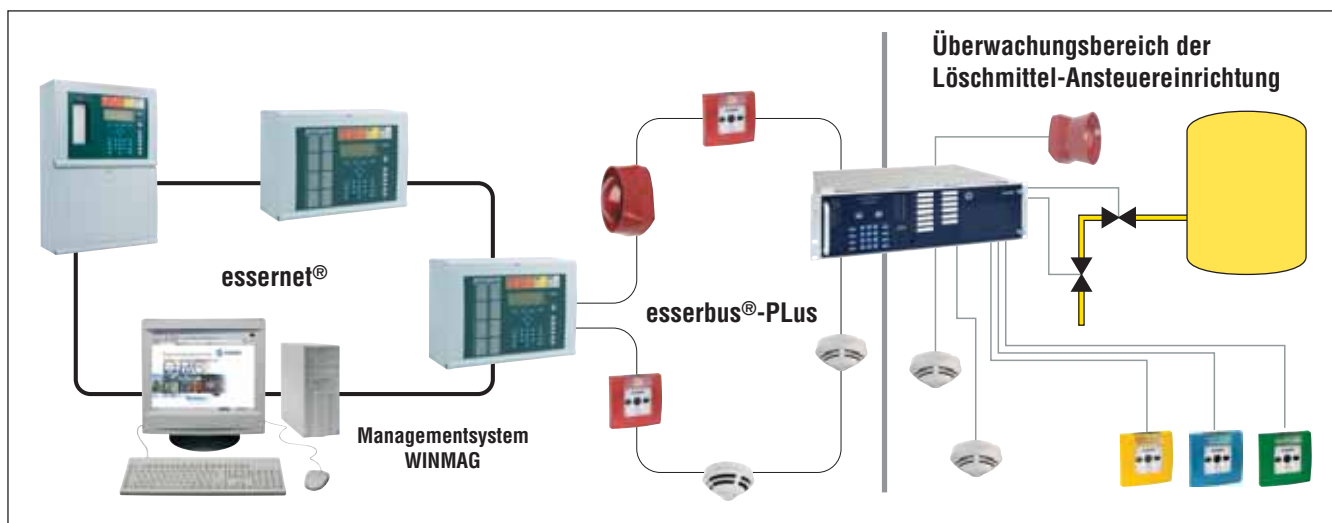 Überwachungsbereich der
Löschmittel-Ansteuereinrichtung
essernet®
esserbus®-PLus
Managementsystem
WINMAG